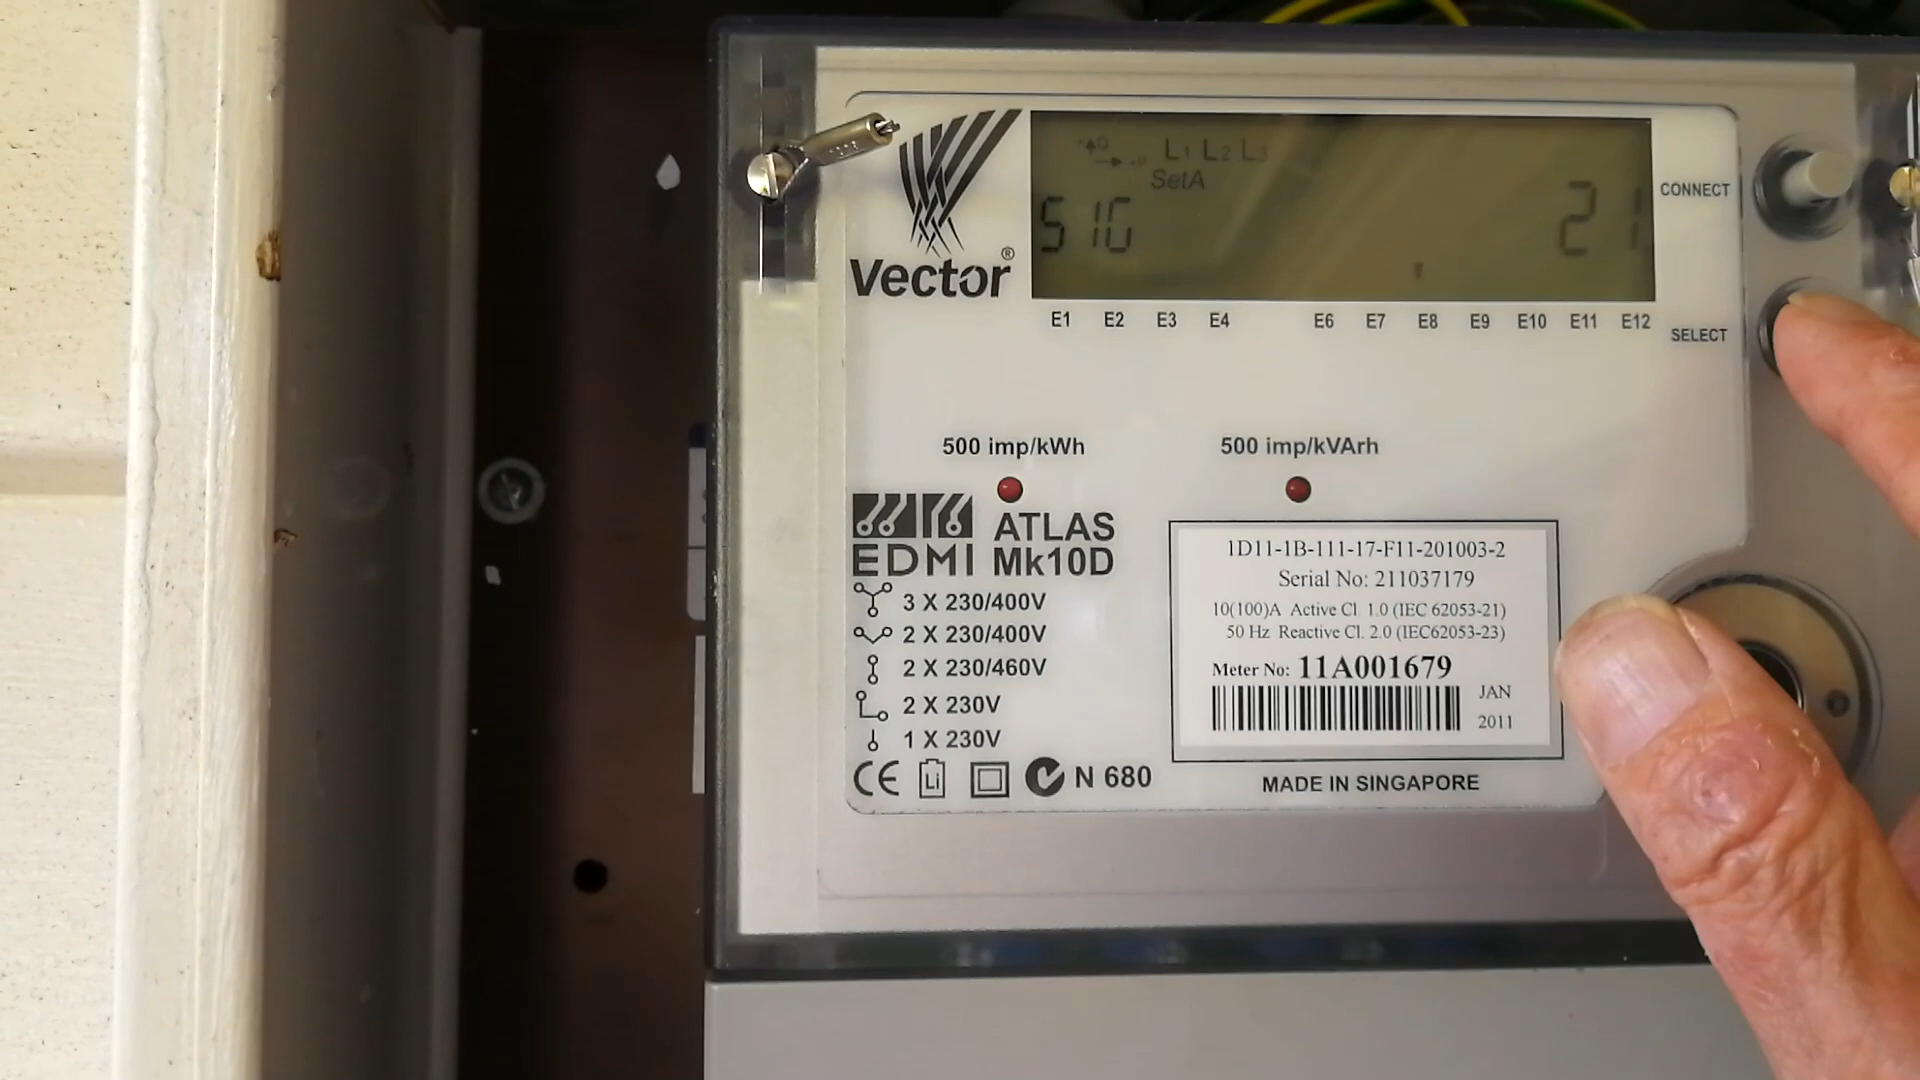 L1 L2 L3
SetA
SIG 21
CONNECT
Vector®
E1 E2 E3 E4 E6 E7 E8 E9 E10 E11 E12
SELECT
500 imp/kWh
500 imp/kVArh
EDMI
ATLAS
Mk10D
3 X 230/400V
2 X 230/400V
2 X 230/460V
2 X 230V
1 X 230V
CE Li N 680
1D11-1B-111-17-F11-201003-2
Serial No: 211037179
10(100)A Active Cl. 1.0 (IEC 62053-21)
50 Hz Reactive Cl. 2.0 (IEC62053-23)
Meter No: 11A001679
JAN
2011
MADE IN SINGAPORE